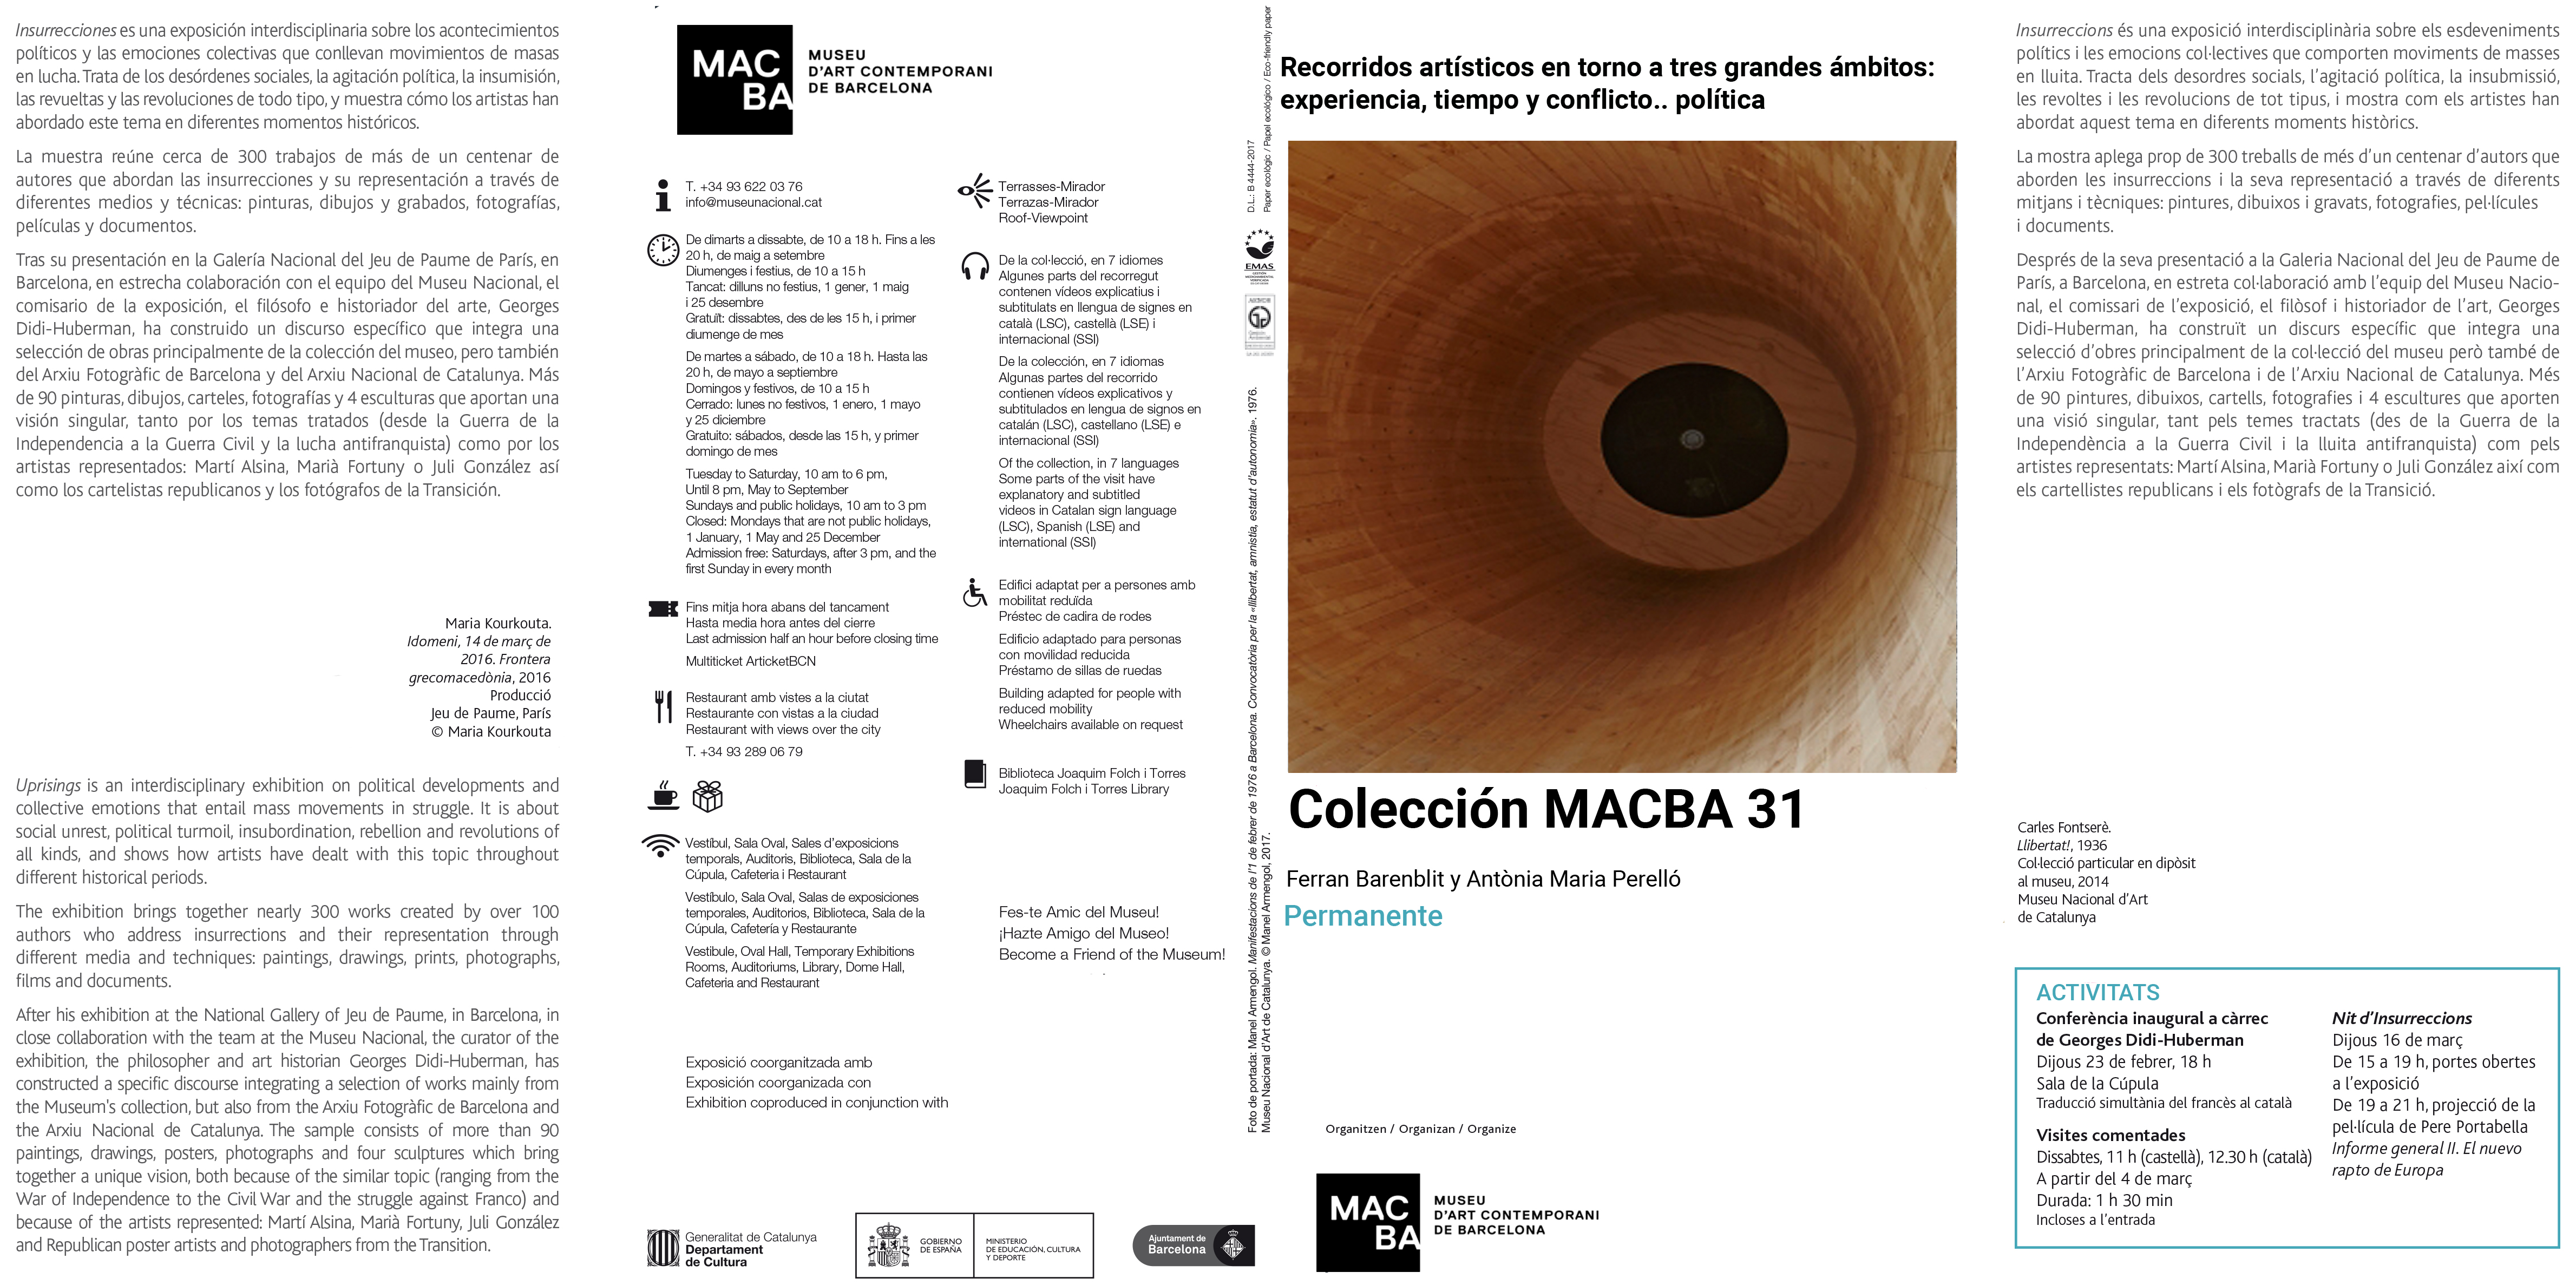 Insurrecciones es una exposición interdisciplinaria sobre los acontecimientos
políticos y las emociones colectivas que conllevan movimientos de masas
en lucha. Trata de los desórdenes sociales, la agitación política, la insumisión,
las revueltas y las revoluciones de todo tipo, y muestra cómo los artistas han
abordado este tema en diferentes momentos históricos.
La muestra reúne cerca de 300 trabajos de más de un centenar de
autores que abordan las insurrecciones y su representación a través de
diferentes medios y técnicas: pinturas, dibujos y grabados, fotografías,
películas y documentos.
Tras su presentación en la Galería Nacional del Jeu de Paume de París, en
Barcelona, en estrecha colaboración con el equipo del Museu Nacional, el
comisario de la exposición, el filósofo e historiador del arte, Georges
Didi-Huberman, ha construido un discurso específico que integra una
selección de obras principalmente de la colección del museo, pero también
del Arxiu Fotogràfic de Barcelona y del Arxiu Nacional de Catalunya. Más
de 90 pinturas, dibujos, carteles, fotografías y 4 esculturas que aportan una
visión singular, tanto por los temas tratados (desde la Guerra de la
Independencia a la Guerra Civil y la lucha antifranquista) como por los
artistas representados: Martí Alsina, Marià Fortuny o Juli González así
como los cartelistas republicanos y los fotógrafos de la Transición.
Maria Kourkouta.
Idomeni, 14 de març de
2016. Frontera
grecomacedònia, 2016
Producció
Jeu de Paume, París
© Maria Kourkouta
Uprisings is an interdisciplinary exhibition on political developments and
collective emotions that entail mass movements in struggle. It is about
social unrest, political turmoil, insubordination, rebellion and revolutions of
all kinds, and shows how artists have dealt with this topic throughout
different historical periods.
The exhibition brings together nearly 300 works created by over 100
authors who address insurrections and their representation through
different media and techniques: paintings, drawings, prints, photographs,
films and documents.
After his exhibition at the National Gallery of Jeu de Paume, in Barcelona, in
close collaboration with the team at the Museu Nacional, the curator of the
exhibition, the philosopher and art historian Georges Didi-Huberman, has
constructed a specific discourse integrating a selection of works mainly from
the Museum's collection, but also from the Arxiu Fotogràfic de Barcelona and
the Arxiu Nacional de Catalunya. The sample consists of more than 90
paintings, drawings, posters, photographs and four sculptures which bring
together a unique vision, both because of the similar topic (ranging from the
War of Independence to the Civil War and the struggle against Franco) and
because of the artists represented: Martí Alsina, Marià Fortuny, Juli González
and Republican poster artists and photographers from the Transition.
MAC
BA
MUSEU
D'ART CONTEMPORANI
DE BARCELONA
T. +34 93 622 03 76
info@museunacional.cat
De dimarts a dissabte, de 10 a 18 h. Fins a les
20 h, de maig a setembre
Diumenges i festius, de 10 a 15 h
Tancat: dilluns no festius, 1 gener, 1 maig
i 25 desembre
Gratuït: dissabtes, des de les 15 h, i primer
diumenge de mes
De martes a sábado, de 10 a 18 h. Hasta las
20 h, de mayo a septiembre
Domingos y festivos, de 10 a 15 h
Cerrado: lunes no festivos, 1 enero, 1 mayo
y 25 diciembre
Gratuito: sábados, desde las 15 h, y primer
domingo de mes
Tuesday to Saturday, 10 am to 6 pm,
Until 8 pm, May to September
Sundays and public holidays, 10 am to 3 pm
Closed: Mondays that are not public holidays,
1 January, 1 May and 25 December
Admission free: Saturdays, after 3 pm, and the
first Sunday in every month
Fins mitja hora abans del tancament
Hasta media hora antes del cierre
Last admission half an hour before closing time
Multiticket ArticketBCN
Restaurant amb vistes a la ciutat
Restaurante con vistas a la ciudad
Restaurant with views over the city
T. +34 93 289 06 79
Vestíbul, Sala Oval, Sales d'exposicions
temporals, Auditoris, Biblioteca, Sala de la
Cúpula, Cafeteria i Restaurant
Vestíbulo, Sala Oval, Salas de exposiciones
temporales, Auditorios, Biblioteca, Sala de la
Cúpula, Cafetería y Restaurante
Vestibule, Oval Hall, Temporary Exhibitions
Rooms, Auditoriums, Library, Dome Hall,
Cafeteria and Restaurant
Exposició coorganitzada amb
Exposición coorganizada con
Exhibition coproduced in conjunction with
Generalitat de Catalunya
Departament
de Cultura
GOBIERNO
DE ESPAÑA
MINISTERIO
DE EDUCACIÓN, CULTURA
Y DEPORTE
Ajuntament de
Barcelona
Terrasses-Mirador
Terrazas-Mirador
Roof-Viewpoint
De la col·lecció, en 7 idiomes
Algunes parts del recorregut
contenen vídeos explicatius i
subtitulats en llengua de signes en
català (LSC), castellà (LSE) i
internacional (SSI)
De la colección, en 7 idiomas
Algunas partes del recorrido
contienen vídeos explicativos y
subtitulados en lengua de signos en
catalán (LSC), castellano (LSE) e
internacional (SSI)
Of the collection, in 7 languages
Some parts of the visit have
explanatory and subtitled
videos in Catalan sign language
(LSC), Spanish (LSE) and
international (SSI)
Edifici adaptat per a persones amb
mobilitat reduïda
Préstec de cadira de rodes
Edificio adaptado para personas
con movilidad reducida
Préstamo de sillas de ruedas
Building adapted for people with
reduced mobility
Wheelchairs available on request
Biblioteca Joaquim Folch i Torres
Joaquim Folch i Torres Library
Fes-te Amic del Museu!
¡Hazte Amigo del Museo!
Become a Friend of the Museum!
D.L.: B 4444-2017
Paper ecològic / Papel ecológico / Eco-friendly paper
EMAS
Foto de portada: Manel Armengol. Manifestacions de l'1 de febrer de 1976 a Barcelona. Convocatòria per la «llibertat, amnistia, estatut d'autonomia». 1976.
Museu Nacional d'Art de Catalunya. © Manel Armengol, 2017.
Recorridos artísticos en torno a tres grandes ámbitos:
experiencia, tiempo y conflicto.. política
Colección MACBA 31
Ferran Barenblit y Antònia Maria Perelló
Permanente
Organitzen / Organizan / Organize
MAC
BA
MUSEU
D'ART CONTEMPORANI
DE BARCELONA
Insurreccions és una exposició interdisciplinària sobre els esdeveniments
polítics i les emocions col·lectives que comporten moviments de masses
en lluita. Tracta dels desordres socials, l'agitació política, la insubmissió,
les revoltes i les revolucions de tot tipus, i mostra com els artistes han
abordat aquest tema en diferents moments històrics.
La mostra aplega prop de 300 treballs de més d'un centenar d'autors que
aborden les insurreccions i la seva representació a través de diferents
mitjans i tècniques: pintures, dibuixos i gravats, fotografies, pel·lícules
i documents.
Després de la seva presentació a la Galeria Nacional del Jeu de Paume de
París, a Barcelona, en estreta col·laboració amb l'equip del Museu Nacio-
nal, el comissari de l'exposició, el filòsof i historiador de l'art, Georges
Didi-Huberman, ha construït un discurs específic que integra una
selecció d'obres principalment de la col·lecció del museu però també de
l'Arxiu Fotogràfic de Barcelona i de l'Arxiu Nacional de Catalunya. Més
de 90 pintures, dibuixos, cartells, fotografies i 4 escultures que aporten
una visió singular, tant pels temes tractats (des de la Guerra de la
Independència a la Guerra Civil i la lluita antifranquista) com pels
artistes representats: Martí Alsina, Marià Fortuny o Juli González així com
els cartellistes republicans i els fotògrafs de la Transició.
Carles Fontserè.
Llibertat!, 1936
Col·lecció particular en dipòsit
al museu, 2014
Museu Nacional d'Art
de Catalunya
ACTIVITATS
Conferència inaugural a càrrec
de Georges Didi-Huberman
Dijous 23 de febrer, 18 h
Sala de la Cúpula
Traducció simultània del francès al català
Visites comentades
Dissabtes, 11 h (castellà), 12.30 h (català)
A partir del 4 de març
Durada: 1 h 30 min
Incloses a l'entrada
Nit d'Insurreccions
Dijous 16 de març
De 15 a 19 h, portes obertes
a l'exposició
De 19 a 21 h, projecció de la
pel·lícula de Pere Portabella
Informe general II. El nuevo
rapto de Europa